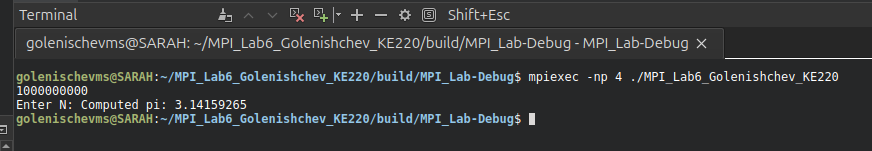 Terminal Shift+Esc
golenischevms@SARAH: ~/MPI_Lab6_Golenishchev_KE220/build/MPI_Lab-Debug - MPI_Lab-Debug
golenischevms@SARAH:~/MPI_Lab6_Golenishchev_KE220/build/MPI_Lab-Debug$ mpiexec -np 4 ./MPI_Lab6_Golenishchev_KE220
1000000000
Enter N: Computed pi: 3.14159265
golenischevms@SARAH:~/MPI_Lab6_Golenishchev_KE220/build/MPI_Lab-Debug$